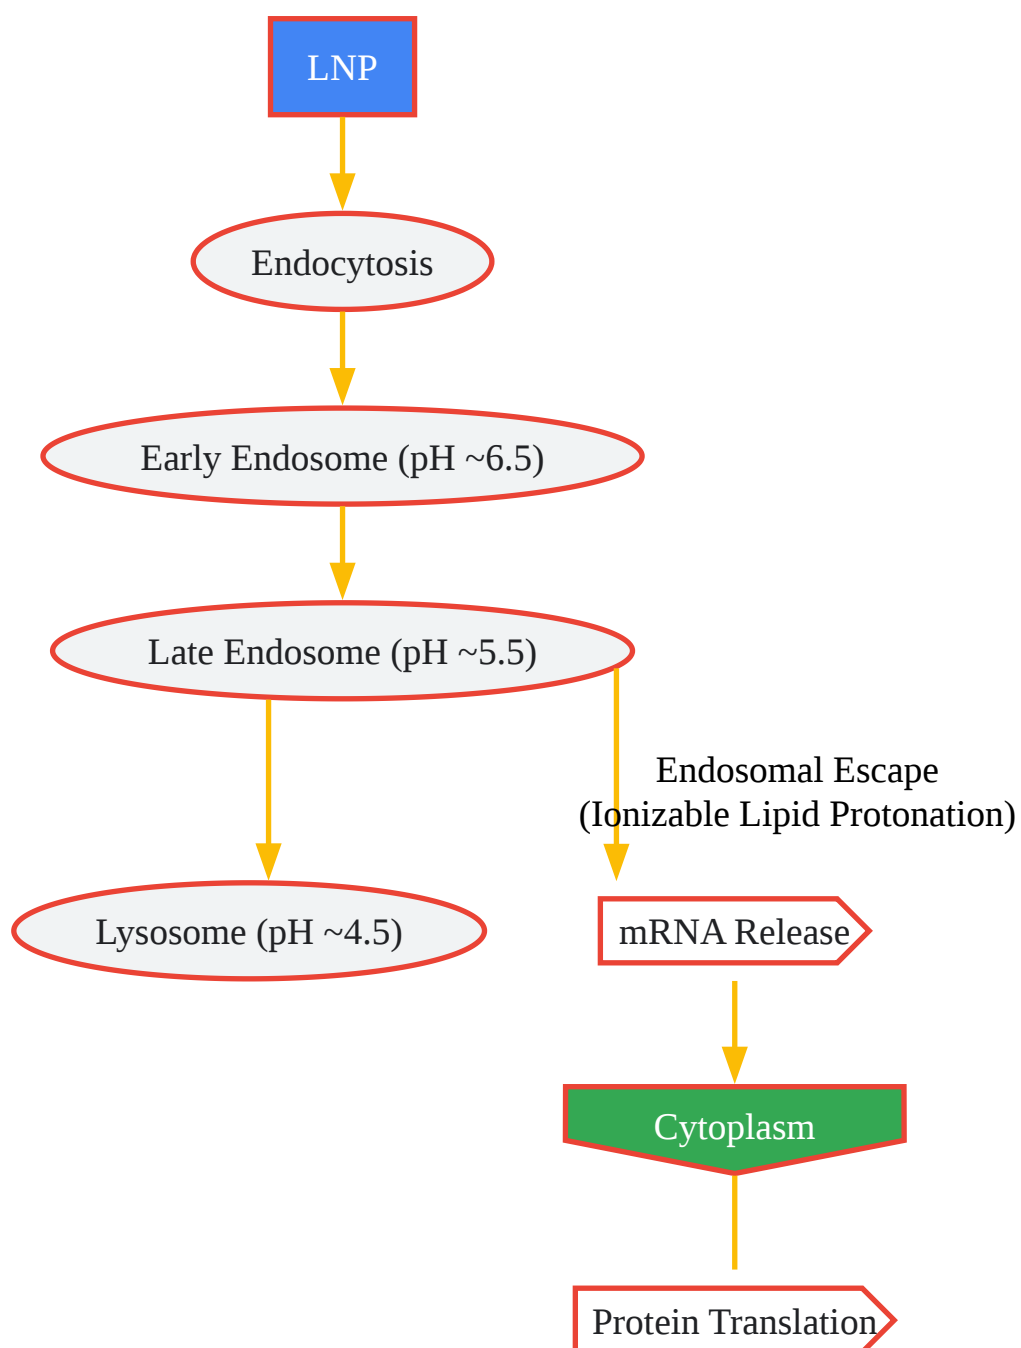 LNP
Endocytosis
Early Endosome (pH ~6.5)
Late Endosome (pH ~5.5)
Endosomal Escape
(Ionizable Lipid Protonation)
Lysosome (pH ~4.5)
mRNA Release
Cytoplasm
Protein Translation